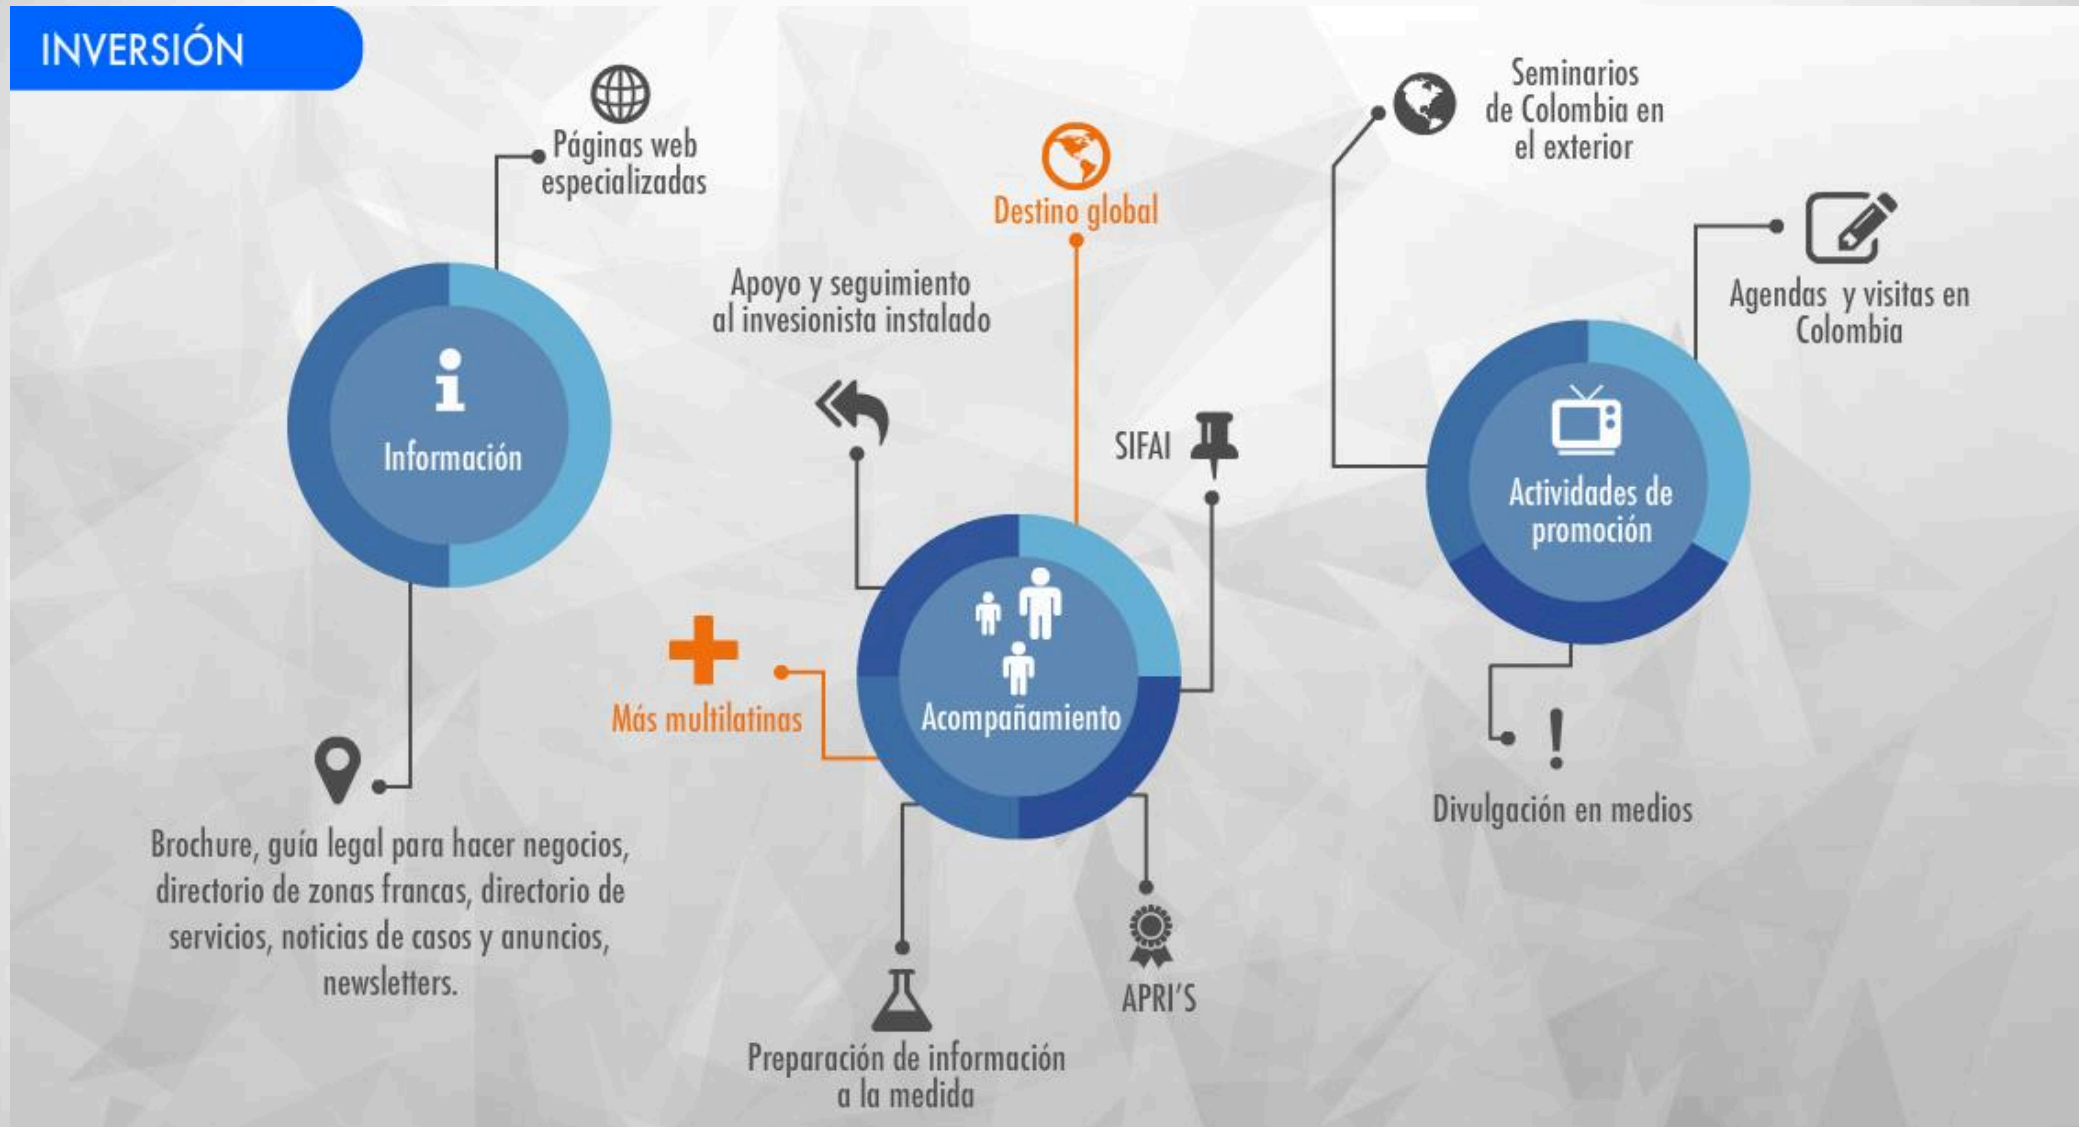 INVERSIÓN
Páginas web
especializadas
Información
Brochure, guía legal para hacer negocios,
directorio de zonas francas, directorio de
servicios, noticias de casos y anuncios,
newsletters.
Destino global
Apoyo y seguimiento
al invesionista instalado
SIFAI
Más multilatinas
Acompañamiento
APRI'S
Preparación de información
a la medida
Seminarios
de Colombia en
el exterior
Agendas y visitas en
Colombia
Actividades de
promoción
Divulgación en medios